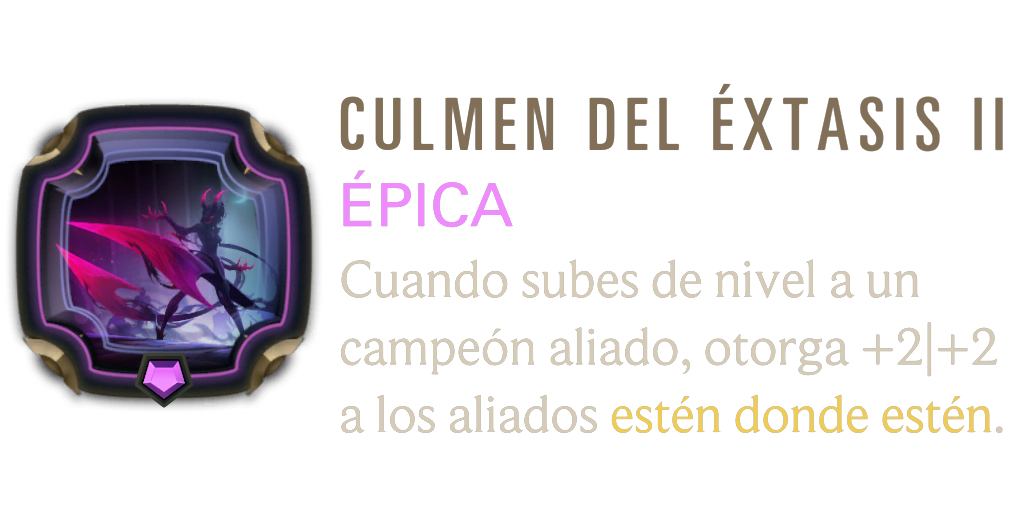 CULMEN DEL ÉXTASIS II
ÉPICA
Cuando subes de nivel a un
campeón aliado, otorga +2|+2
a los aliados estén donde estén.